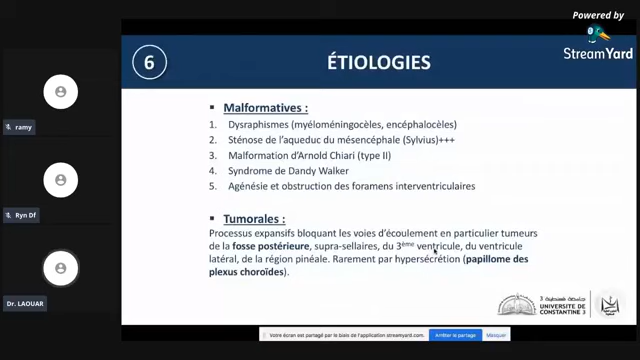 Powered by
StreamYard
6
ÉTIOLOGIES
▪ Malformatives :
1. Dysraphismes (myéloméningocèles, encéphalocèles)
2. Sténose de l'aqueduc du mésencéphale (Sylvius)+++
3. Malformation d'Arnold Chiari (type II)
4. Syndrome de Dandy Walker
5. Agénésie et obstruction des foramens interventriculaires
▪ Tumorales :
Processus expansifs bloquant les voies d'écoulement en particulier tumeurs
de la fosse postérieure, supra-sellaires, du 3ème ventricule, du ventricule
latéral, de la région pinéale. Rarement par hypersécrétion (papillome des
plexus choroïdes).
ramy
Ryn Df
Dr. LAOUAR
UNIVERSITÉ DE
CONSTANTINE 3
Votre écran est partagé par le biais de l'application streamyard.com.
Arrêter le partage
Masquer